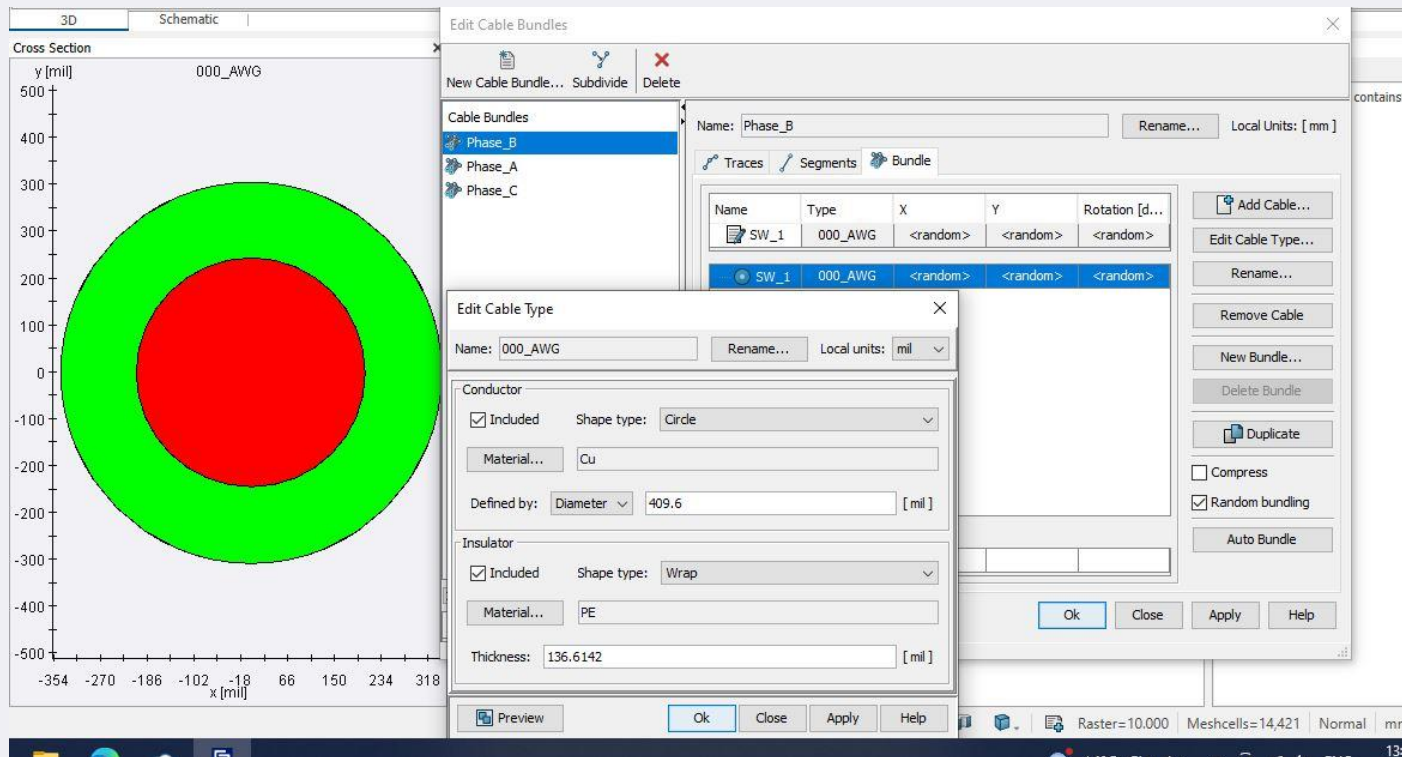 3D
Schematic
Cross Section
y [mil]
000_AWG
500
400
300
300
200
100
0
-100
-200
-200
-300
-400
-500
-354 -270 -186 -102 -18 66 150 234 318
x [mil]
Edit Cable Bundles
New Cable Bundle... Subdivide Delete
Cable Bundles
Phase_B
Phase_A
Phase_C
Name: Phase_B Rename... Local Units: [ mm ]
Traces Segments Bundle
Name Type X Y Rotation [d...
SW_1 000_AWG <random> <random> <random>
SW_1 000_AWG <random> <random> <random>
Add Cable...
Edit Cable Type...
Rename...
Remove Cable
New Bundle...
Delete Bundle
Duplicate
Compress
Random bundling
Auto Bundle
Ok Close Apply Help
Edit Cable Type
Name: 000_AWG Rename... Local units: mil
Conductor
Included Shape type: Circle
Material... Cu
Defined by: Diameter 409.6 [ mil ]
Insulator
Included Shape type: Wrap
Material... PE
Thickness: 136.6142 [ mil ]
Preview Ok Close Apply Help
contains
Raster=10.000 Meshcells=14,421 Normal